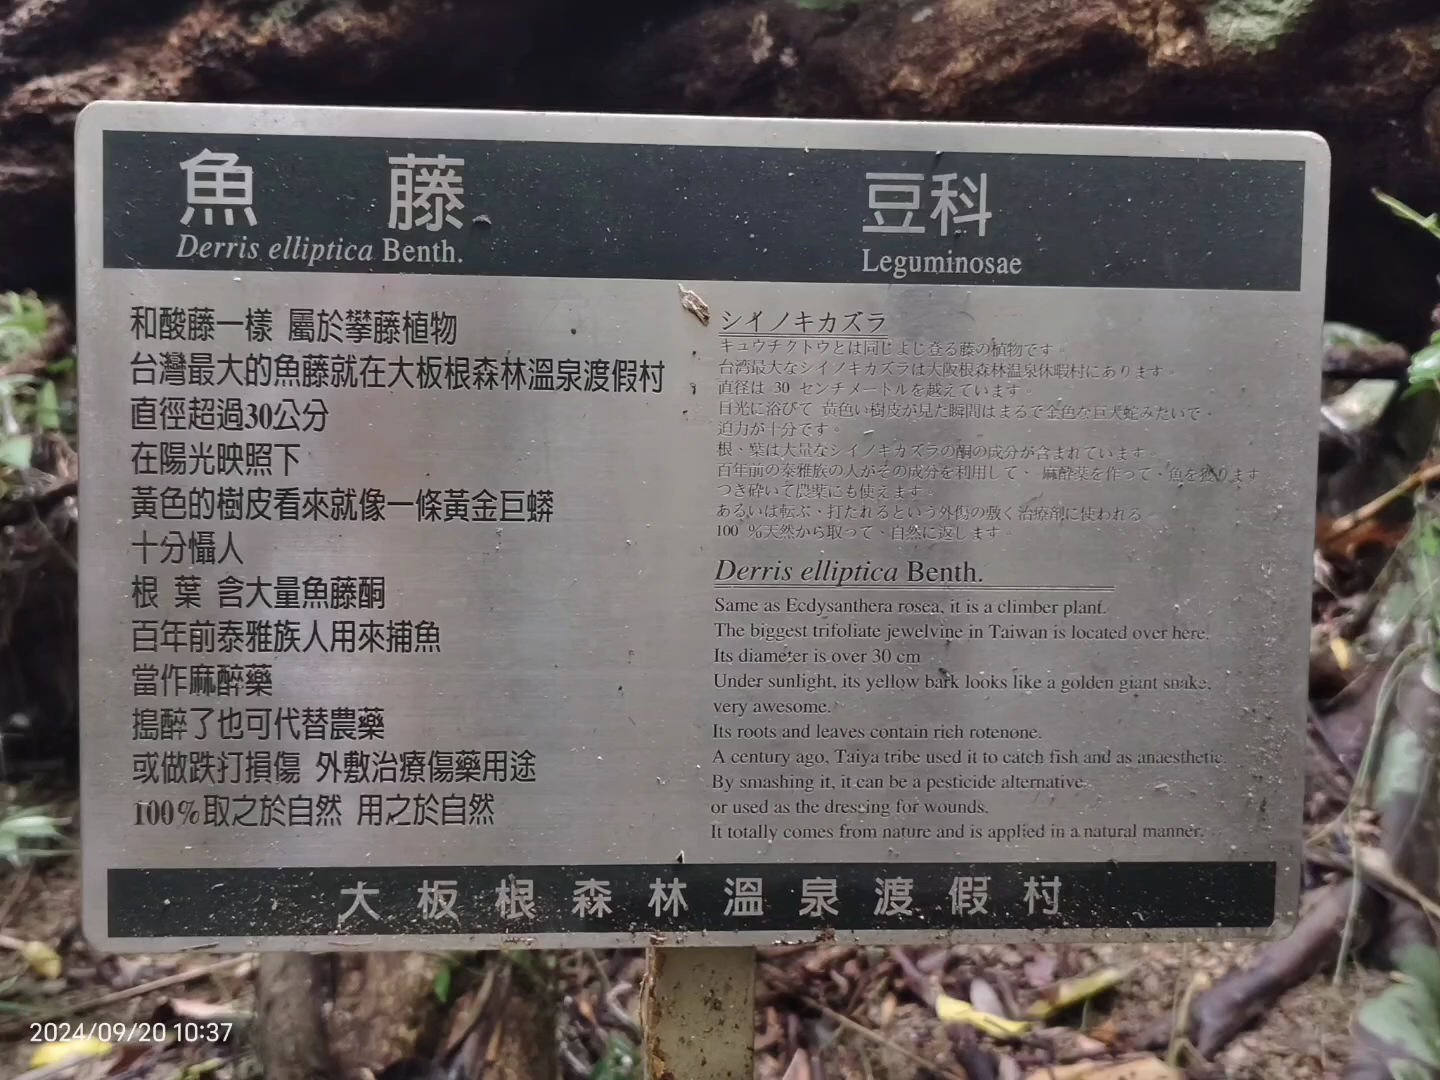 魚 藤
Derris elliptica Benth.
豆科
Leguminosae
和酸藤一樣 屬於攀藤植物
台灣最大的魚藤就在大板根森林溫泉渡假村
直徑超過30公分
在陽光映照下
黃色的樹皮看來就像一條黃金巨蟒
十分懾人
根 葉 含大量魚藤酮
百年前泰雅族人用來捕魚
當作麻醉藥
搗醉了也可代替農藥
或做跌打損傷 外敷治療傷藥用途
100%取之於自然 用之於自然
シイノキカズラ
キュウチクトウとは同じよじ登る藤の植物です。
台湾最大なシイノキカズラは大阪根森林温泉休暇村にあります。
直径は 30 センチメートルを越えています。
日光に浴びて 黄色い樹皮が見た瞬間はまるで金色な巨大蛇みたいで、
迫力が十分です。
根、葉は大量なシイノキカズラの酮の成分が含まれています。
百年前の泰雅族の人がその成分を利用して、 麻酔薬を作って、魚を獲ります
つき砕いて農薬にも使えます。
あるいは転ぶ、打たれるという外傷の敷く治療剤に使われる
100 %天然から取って、自然に返します。
Derris elliptica Benth.
Same as Ecdysanthera rosea, it is a climber plant.
The biggest trifoliate jewelvine in Taiwan is located over here.
Its diameter is over 30 cm
Under sunlight, its yellow bark looks like a golden giant snake,
very awesome.
Its roots and leaves contain rich rotenone.
A century ago, Taiya tribe used it to catch fish and as anaesthetic.
By smashing it, it can be a pesticide alternative
or used as the dressing for wounds.
It totally comes from nature and is applied in a natural manner.
大板根森林溫泉渡假村
2024/09/20 10:37